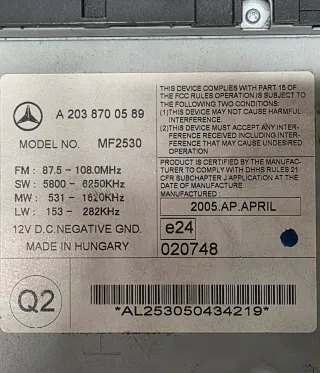 A 203 870 05 89
MODEL NO. MF2530
FM : 87.5 - 108.0MHz
SW : 5800 - 6250KHz
MW : 531 - 1620KHz
LW : 153 - 282KHz
12V D.C. NEGATIVE GND.
MADE IN HUNGARY
THIS DEVICE COMPLIES WITH PART 15 OF
THE FCC RULES OPERATION IS SUBJECT TO
THE FOLLOWING TWO CONDITIONS:
(1)THIS DEVICE MAY NOT CAUSE HARMFUL
INTERFERENCE.
(2)THIS DEVICE MUST ACCEPT ANY INTER-
FERENCE RECEIVED, INCLUDING INTERFERENCE
THAT MAY CAUSE UNDESIRED
OPERATION
PRODUCT IS CERTIFIED BY THE MANUFAC-
TURER TO COMPLY WITH DHHS RULES 21
CFR SUBCHAPTER J APPLICATION AT DATE OF
MANUFACTURE.
MANUFACTURED :
2005.AP.APRIL
e24
020748
Q2
*AL253050434219*